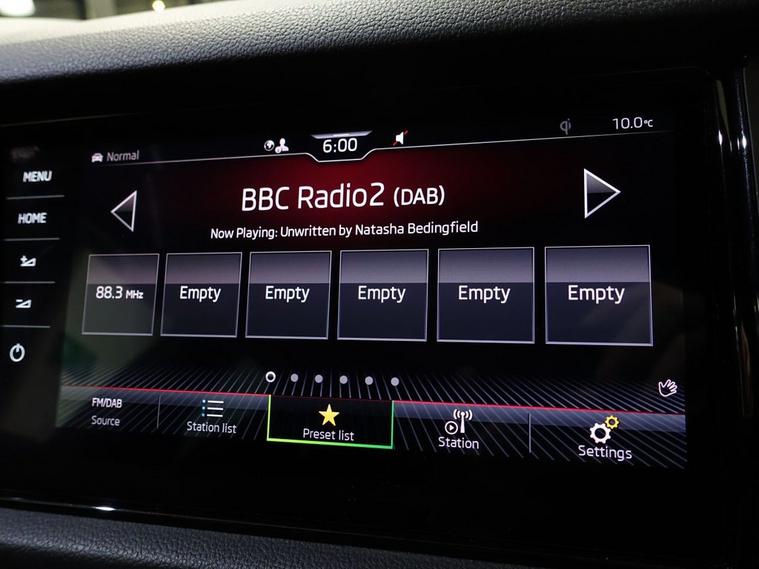 Normal
6:00
10.0°C
MENU
HOME
BBC Radio2 (DAB)
Now Playing: Unwritten by Natasha Bedingfield
88.3 MHz
Empty
Empty
Empty
Empty
Empty
FM/DAB
Source
Station list
Preset list
Station
Settings